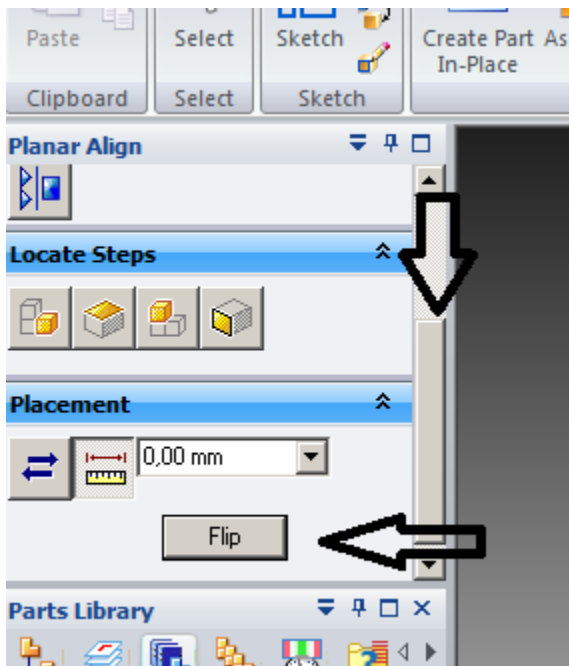 Paste
Select
Sketch
Create Part As
In-Place
Clipboard
Select
Sketch
Planar Align
Locate Steps
Placement
0,00 mm
Flip
Parts Library